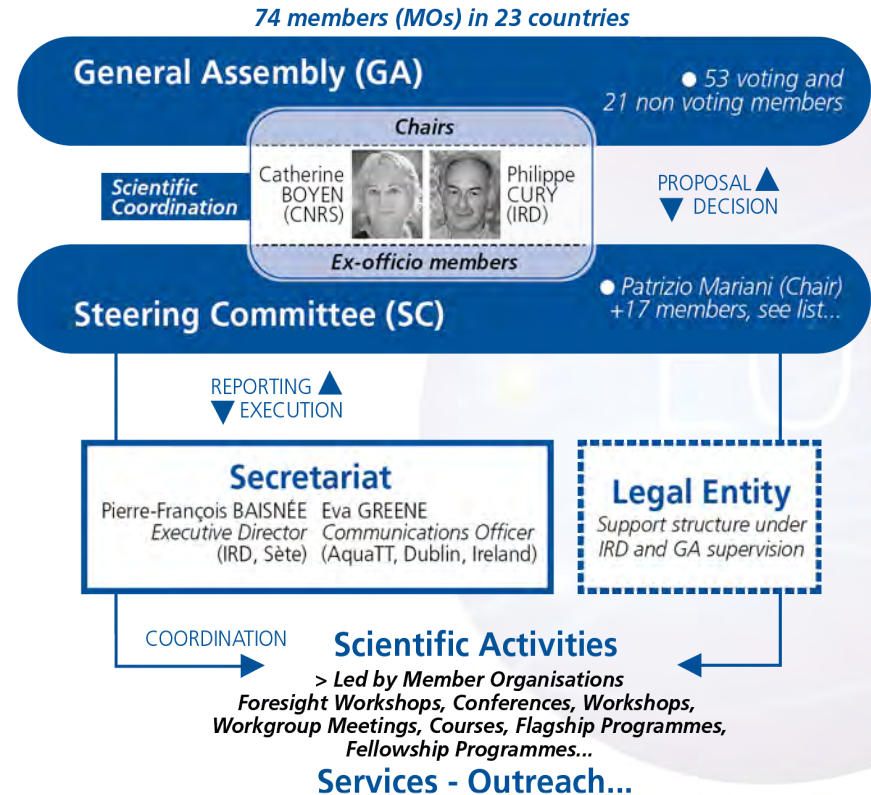 74 members (MOs) in 23 countries
General Assembly (GA)
● 53 voting and
21 non voting members
Chairs
Scientific
Coordination
Catherine
BOYEN
(CNRS)
Philippe
CURY
(IRD)
PROPOSAL ▲
▼ DECISION
Ex-officio members
Steering Committee (SC)
● Patrizio Mariani (Chair)
+17 members, see list...
REPORTING ▲
▼ EXECUTION
Secretariat
Pierre-François BAISNÉE
Executive Director
(IRD, Sète)
Eva GREENE
Communications Officer
(AquaTT, Dublin, Ireland)
Legal Entity
Support structure under
IRD and GA supervision
COORDINATION
Scientific Activities
> Led by Member Organisations
Foresight Workshops, Conferences, Workshops,
Workgroup Meetings, Courses, Flagship Programmes,
Fellowship Programmes...
Services - Outreach...